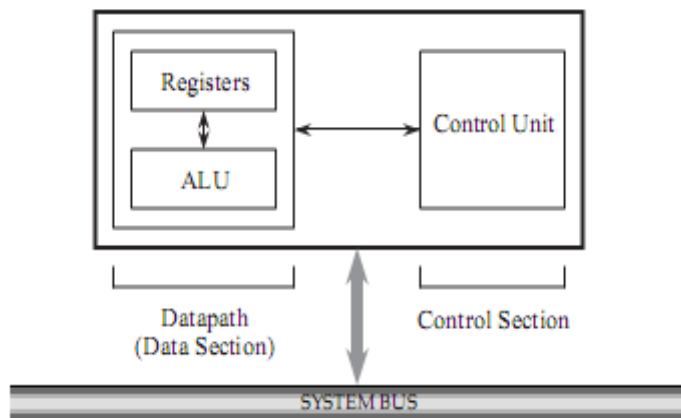 Registers
ALU
Control Unit
Datapath
(Data Section)
Control Section
SYSTEM BUS